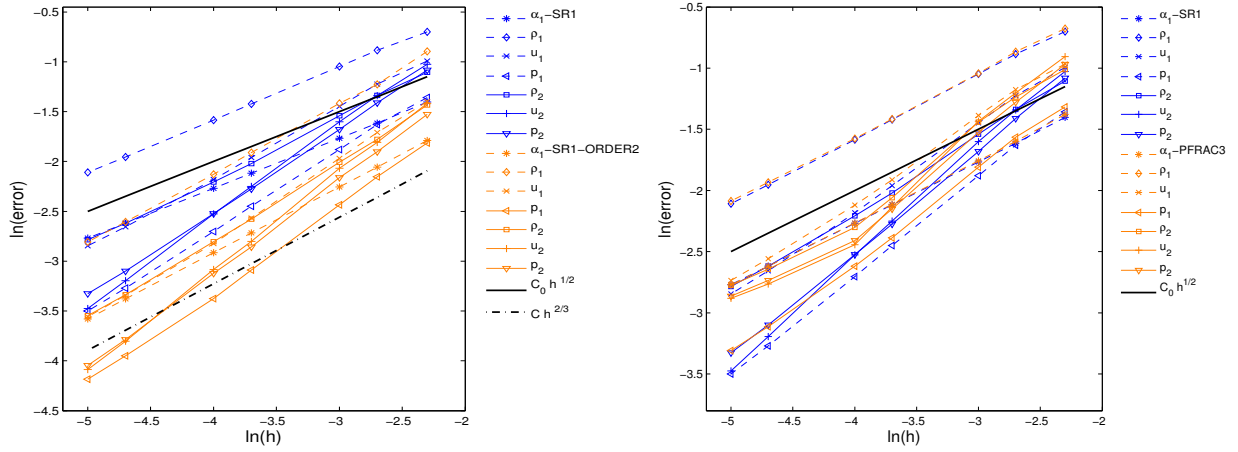 −0.5
−1
−1.5
−2
−2.5
−3
−3.5
−4
−4.5
ln(error)
−5
−4.5
−4
−3.5
−3
−2.5
−2
ln(h)
α₁−SR1
ρ₁
u₁
p₁
ρ₂
u₂
p₂
α₁−SR1−ORDER2
ρ₁
u₁
p₁
ρ₂
u₂
p₂
C₀ h^1/2
C h^2/3
−0.5
−1
−1.5
−2
−2.5
−3
−3.5
ln(error)
−5
−4.5
−4
−3.5
−3
−2.5
−2
ln(h)
α₁−SR1
ρ₁
u₁
p₁
ρ₂
u₂
p₂
α₁−PFRAC3
ρ₁
u₁
p₁
ρ₂
u₂
p₂
C₀ h^1/2